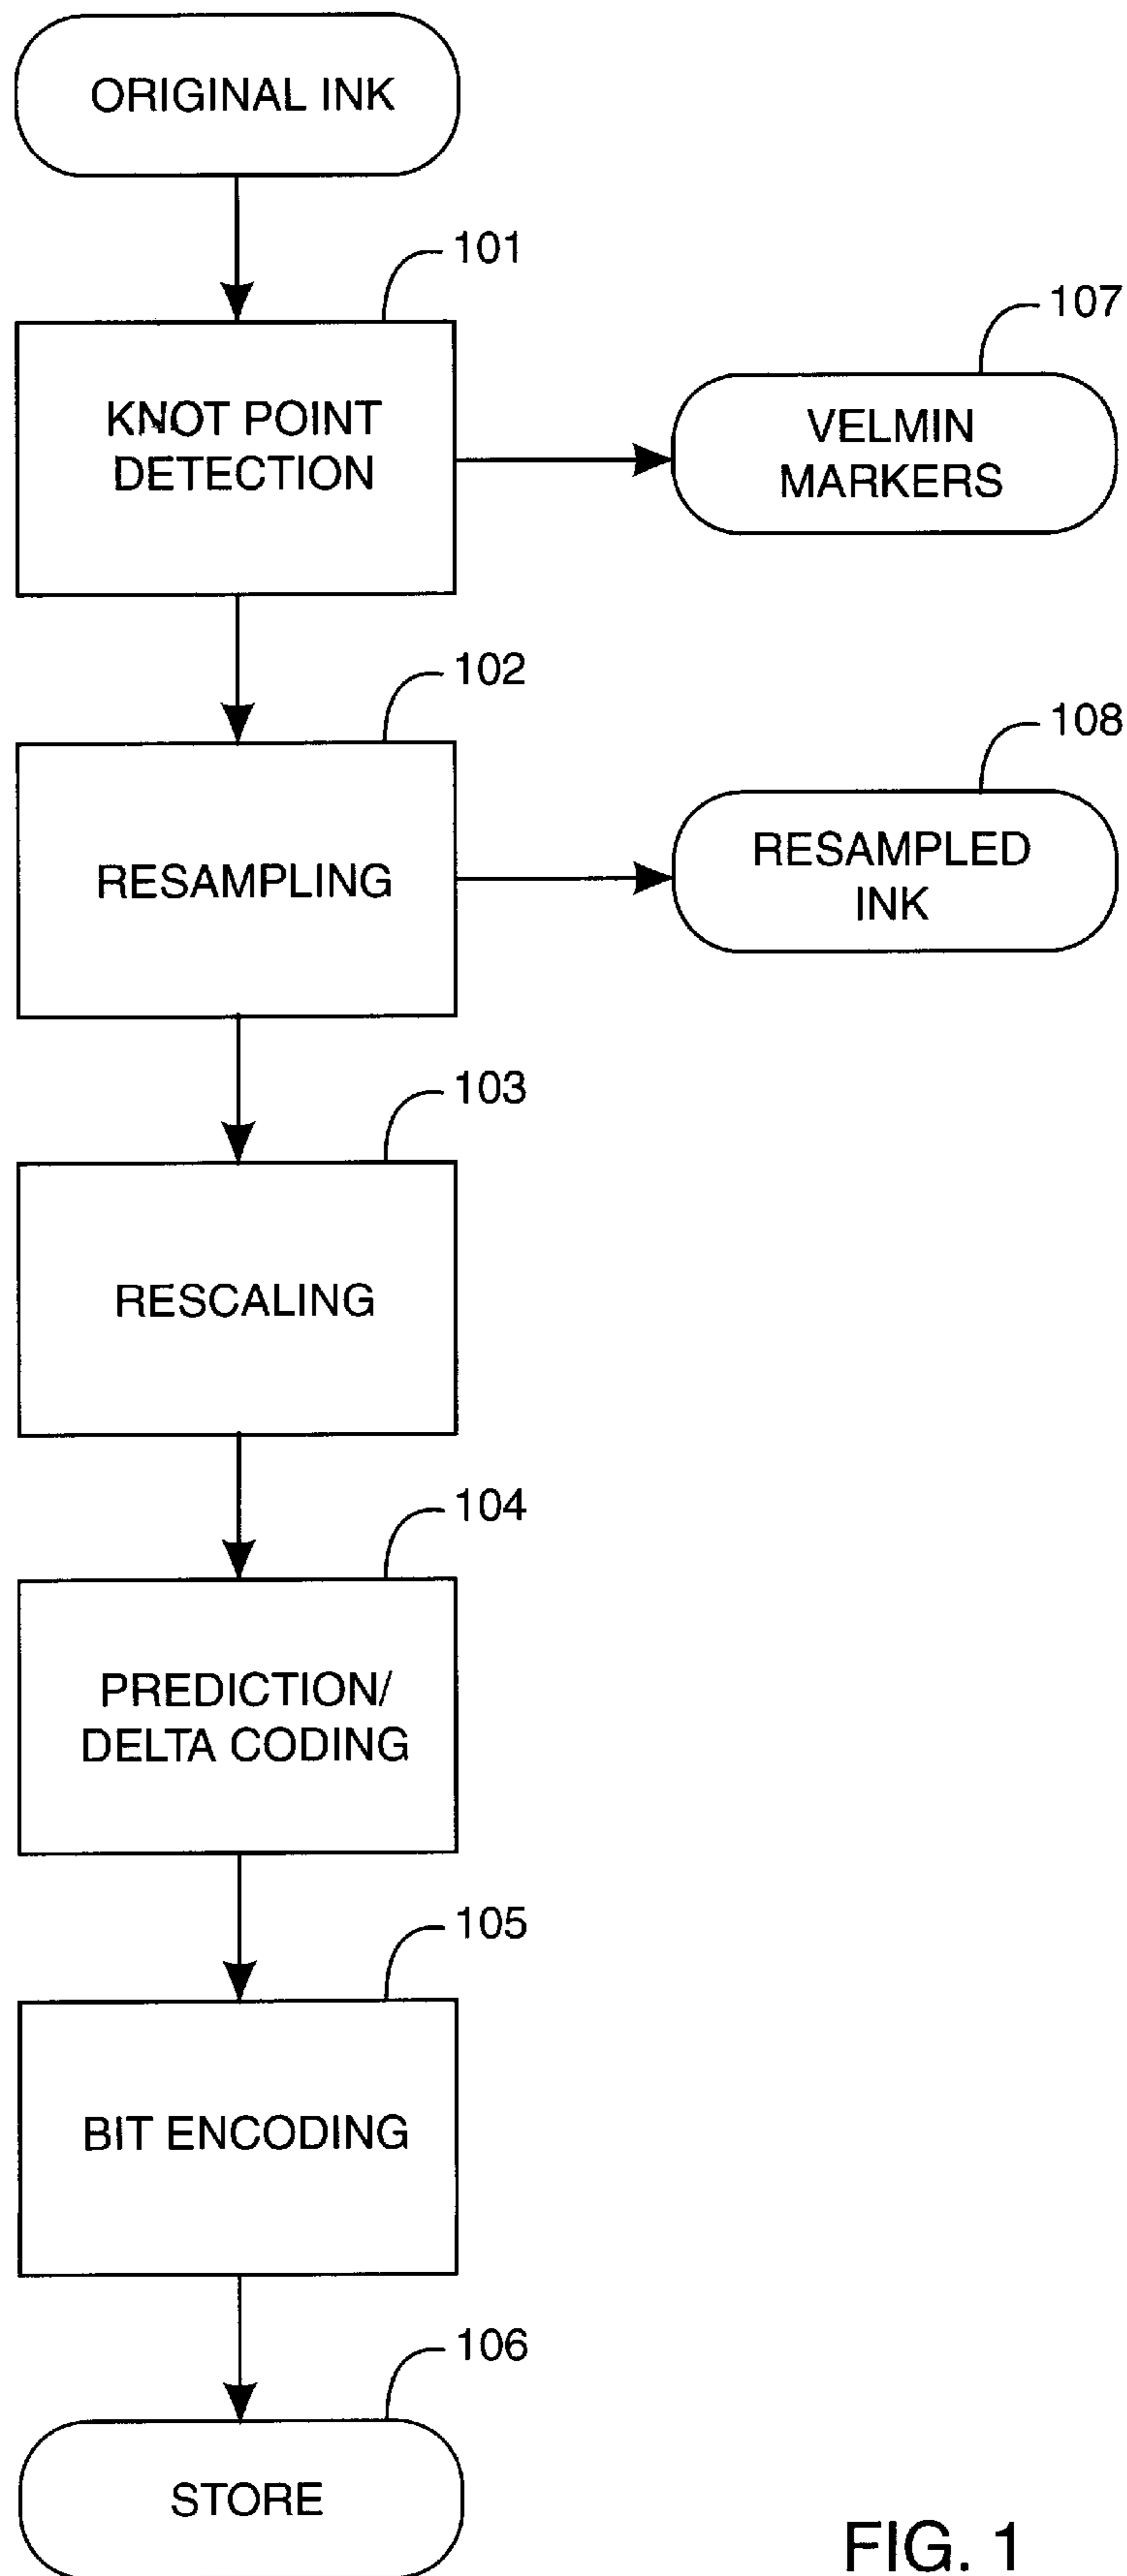 ORIGINAL INK
101
KNOT POINT
DETECTION
107
VELMIN
MARKERS
102
RESAMPLING
108
RESAMPLED
INK
103
RESCALING
104
PREDICTION/
DELTA CODING
105
BIT ENCODING
106
STORE
FIG. 1